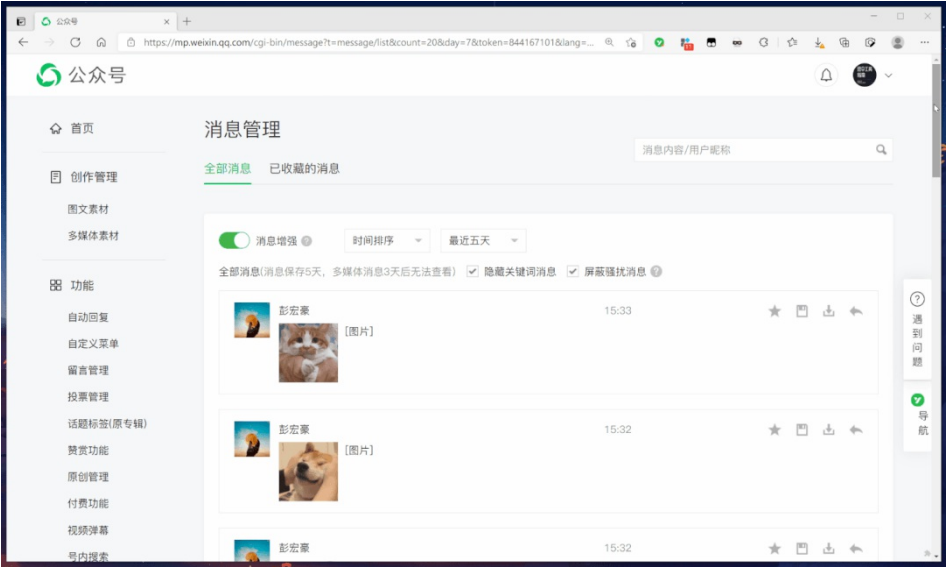 公众号
https://mp.weixin.qq.com/cgi-bin/message?t=message/list&count=20&day=7&token=844167101&lang=...
11
公众号
首页
消息管理
消息内容/用户昵称
全部消息 已收藏的消息
创作管理
图文素材
多媒体素材
消息增强
时间排序
最近五天
全部消息(消息保存5天，多媒体消息3天后无法查看) 隐藏关键词消息 屏蔽骚扰消息
功能
自动回复
自定义菜单
留言管理
投票管理
话题标签(原专辑)
赞赏功能
原创管理
付费功能
视频弹幕
号内搜索
彭宏豪 15:33
[图片]
彭宏豪 15:32
[图片]
彭宏豪 15:32
遇到问题
导航